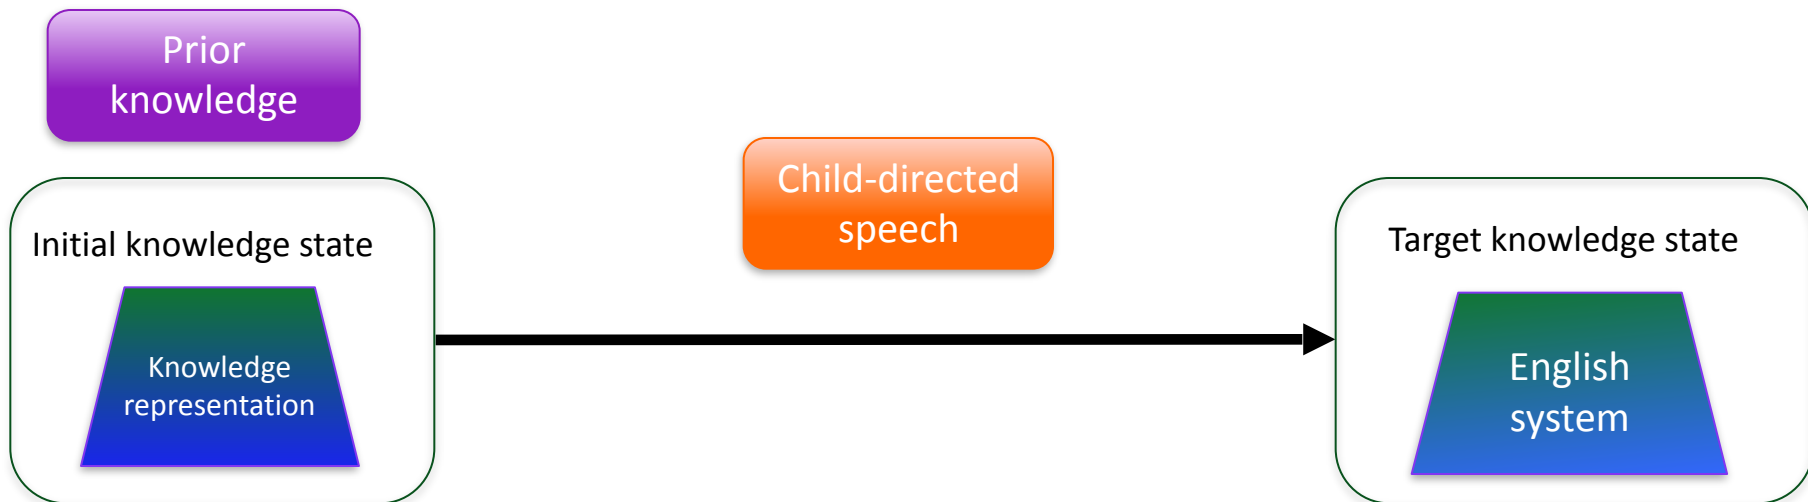 Prior
knowledge
Initial knowledge state
Knowledge
representation
Child-directed
speech
Target knowledge state
English
system